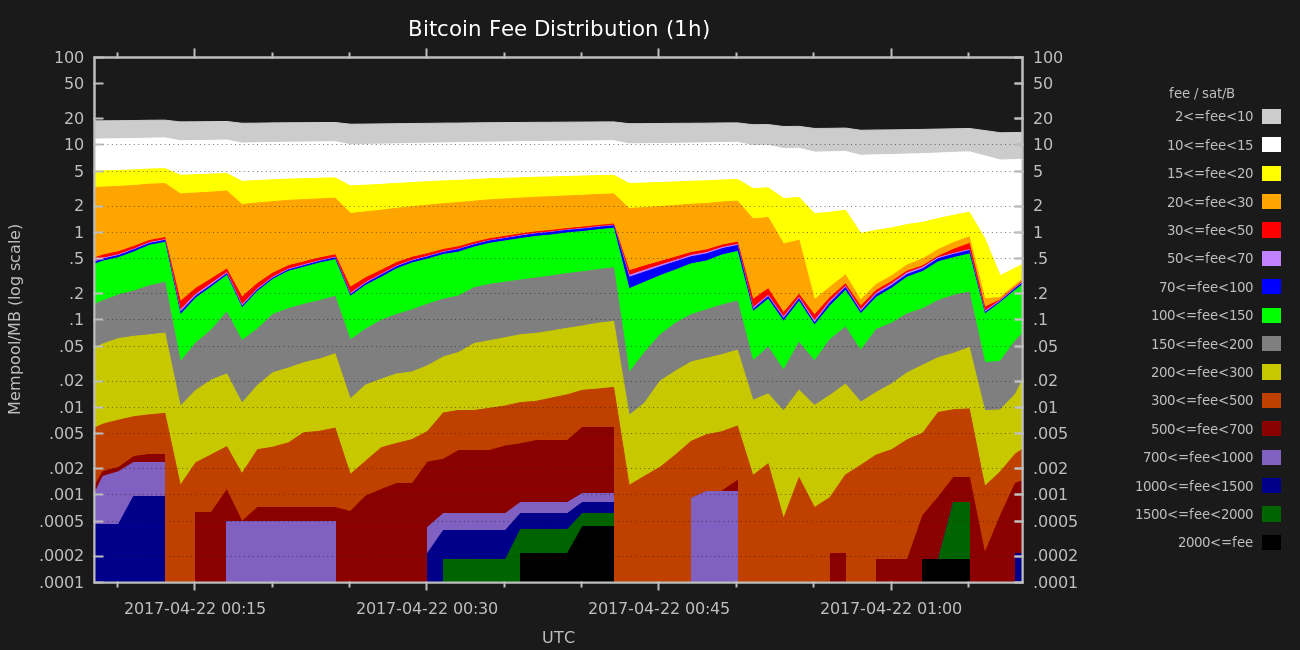 Bitcoin Fee Distribution (1h)
Mempool/MB (log scale)
100
50
20
10
5
2
1
.5
.2
.1
.05
.02
.01
.005
.002
.001
.0005
.0002
.0001
100
50
20
10
5
2
1
.5
.2
.1
.05
.02
.01
.005
.002
.001
.0005
.0002
.0001
2017-04-22 00:15 2017-04-22 00:30 2017-04-22 00:45 2017-04-22 01:00
UTC
fee / sat/B
2<=fee<10
10<=fee<15
15<=fee<20
20<=fee<30
30<=fee<50
50<=fee<70
70<=fee<100
100<=fee<150
150<=fee<200
200<=fee<300
300<=fee<500
500<=fee<700
700<=fee<1000
1000<=fee<1500
1500<=fee<2000
2000<=fee